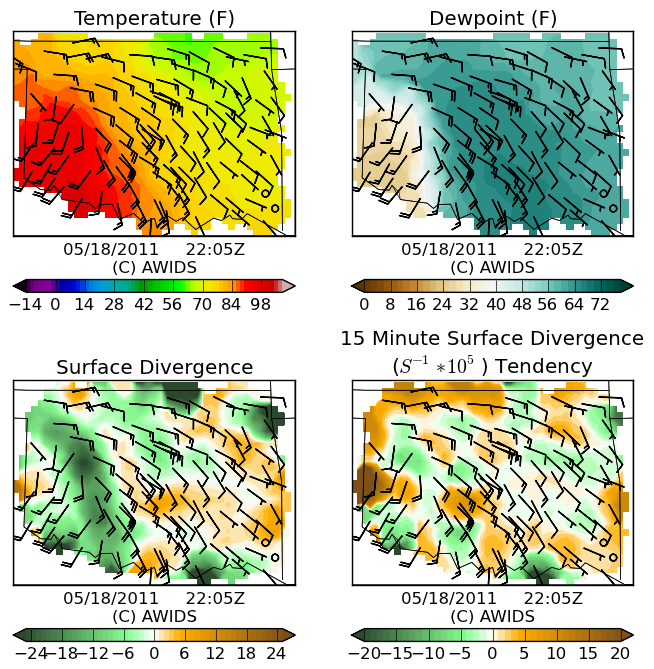 Temperature (F)
Dewpoint (F)
05/18/2011 22:05Z
(C) AWIDS
05/18/2011 22:05Z
(C) AWIDS
−14 0 14 28 42 56 70 84 98
0 8 16 24 32 40 48 56 64 72
15 Minute Surface Divergence
Surface Divergence
(S⁻¹ *10⁵ ) Tendency
05/18/2011 22:05Z
(C) AWIDS
05/18/2011 22:05Z
(C) AWIDS
−24 −18 −12 −6 0 6 12 18 24
−20 −15 −10 −5 0 5 10 15 20